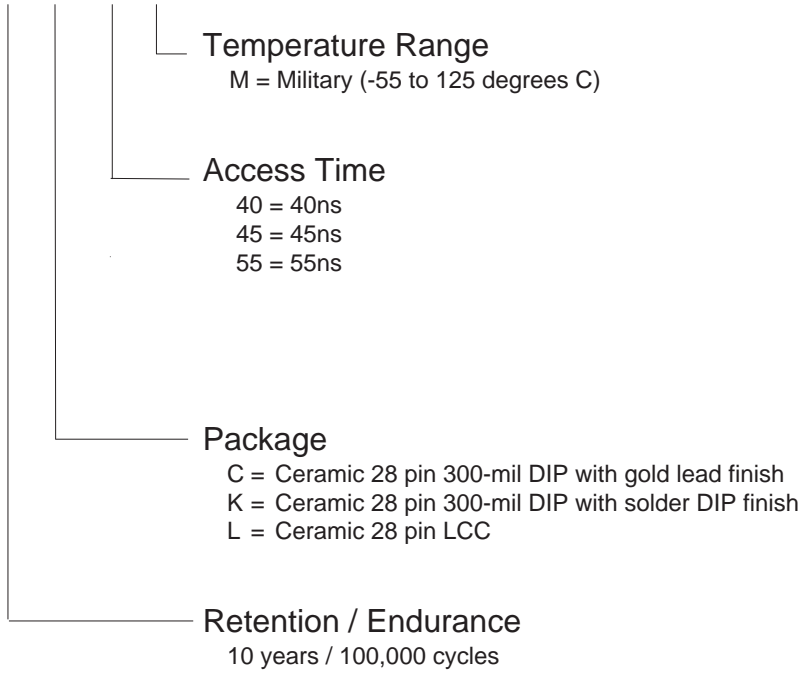 Temperature Range
M = Military (-55 to 125 degrees C)
Access Time
40 = 40ns
45 = 45ns
55 = 55ns
Package
C = Ceramic 28 pin 300-mil DIP with gold lead finish
K = Ceramic 28 pin 300-mil DIP with solder DIP finish
L = Ceramic 28 pin LCC
Retention / Endurance
10 years / 100,000 cycles